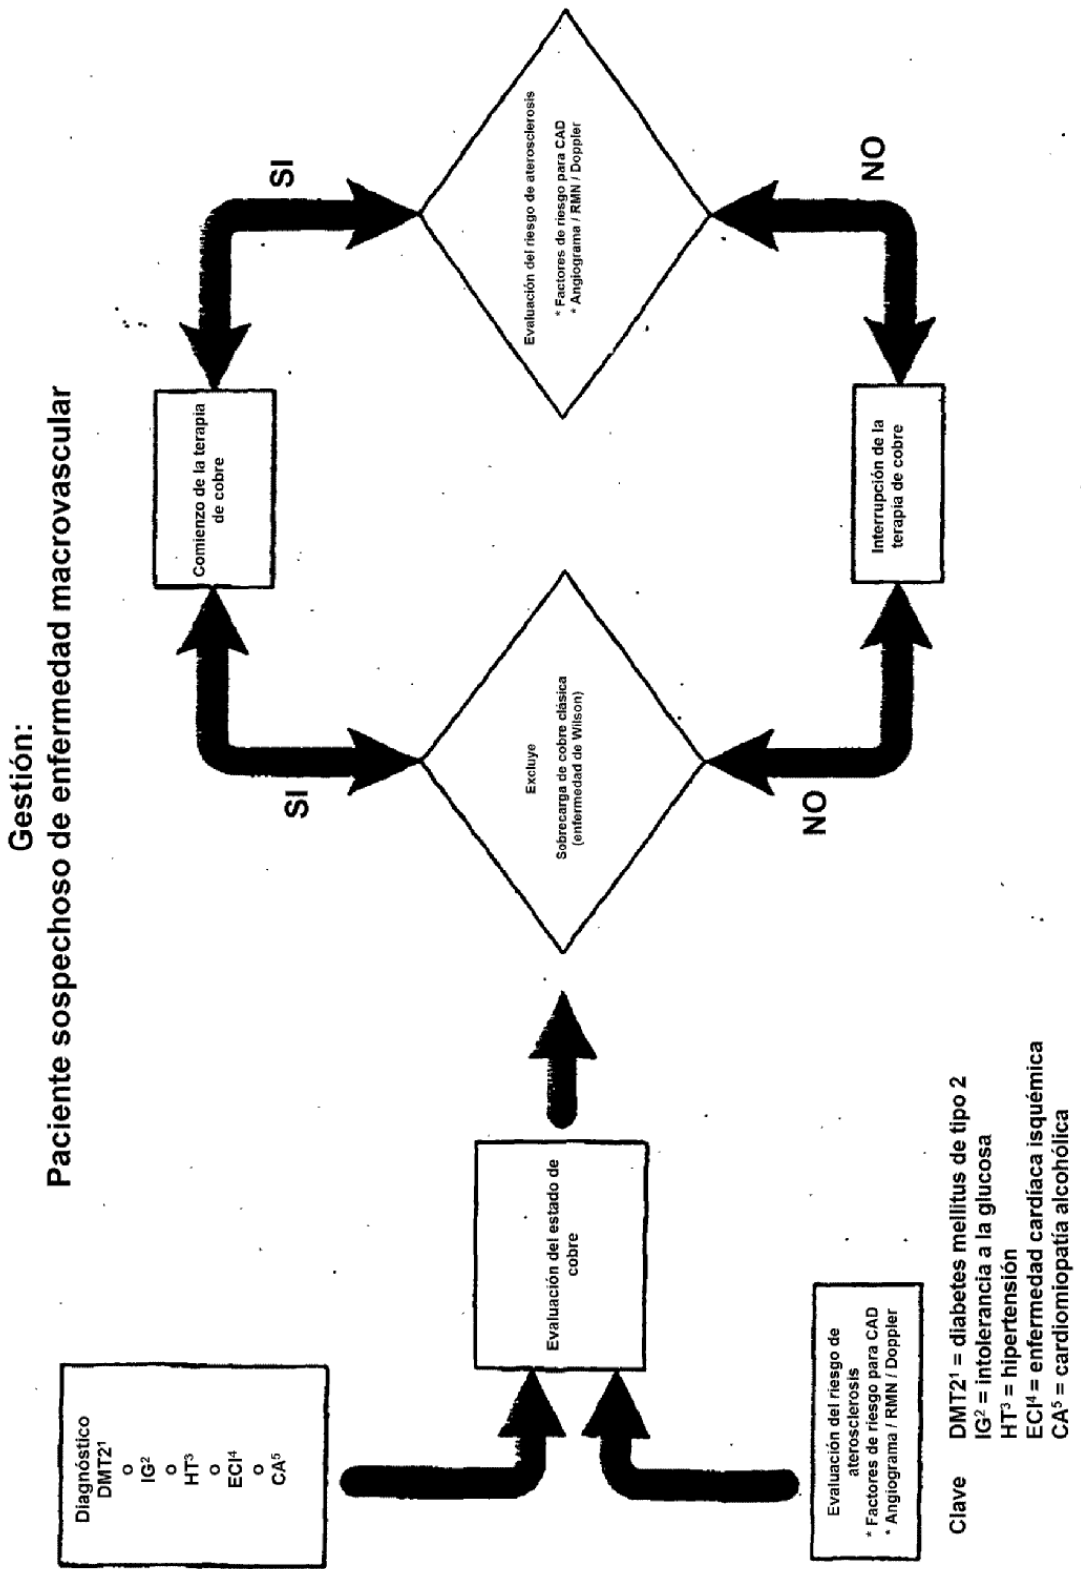 Gestión:
Paciente sospechoso de enfermedad macrovascular
Diagnóstico
DMT2¹
o
IG²
o
HT³
o
ECI⁴
o
CA⁵
Evaluación del riesgo de
aterosclerosis
* Factores de riesgo para CAD
* Angiograma / RMN / Doppler
Evaluación del estado de
cobre
Excluye
Sobrecarga de cobre clásica
(enfermedad de Wilson)
SI
NO
Comienzo de la terapia
de cobre
Interrupción de la
terapia de cobre
SI
NO
Evaluación del riesgo de aterosclerosis
* Factores de riesgo para CAD
* Angiograma / RMN / Doppler
Clave DMT2¹ = diabetes mellitus de tipo 2
IG² = intolerancia a la glucosa
HT³ = hipertensión
ECI⁴ = enfermedad cardíaca isquémica
CA⁵ = cardiomiopatía alcohólica